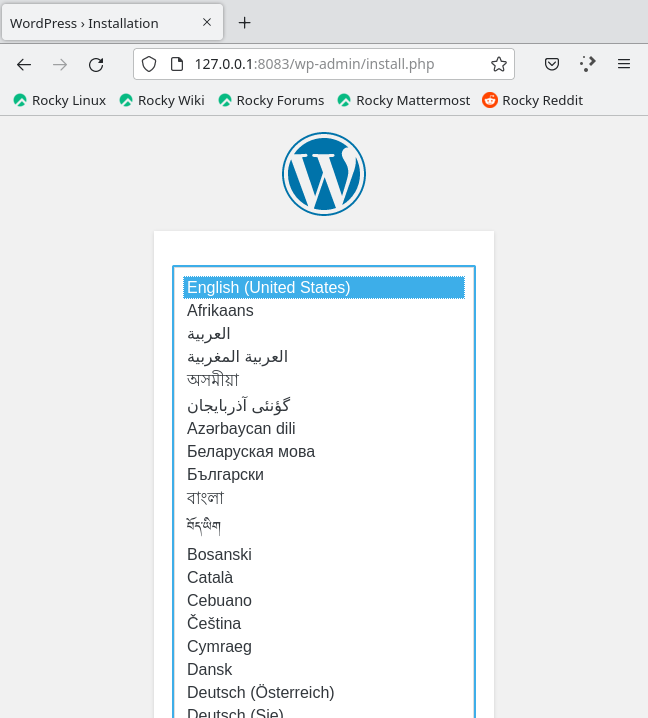 WordPress › Installation
127.0.0.1:8083/wp-admin/install.php
Rocky Linux Rocky Wiki Rocky Forums Rocky Mattermost Rocky Reddit
W
English (United States)
Afrikaans
العربية
العربية المغربية
অসমীয়া
گؤنئی آذربایجان
Azərbaycan dili
Беларуская мова
Български
বাংলা
བོད་ཡིག
Bosanski
Català
Cebuano
Čeština
Cymraeg
Dansk
Deutsch (Österreich)
Deutsch (Sie)